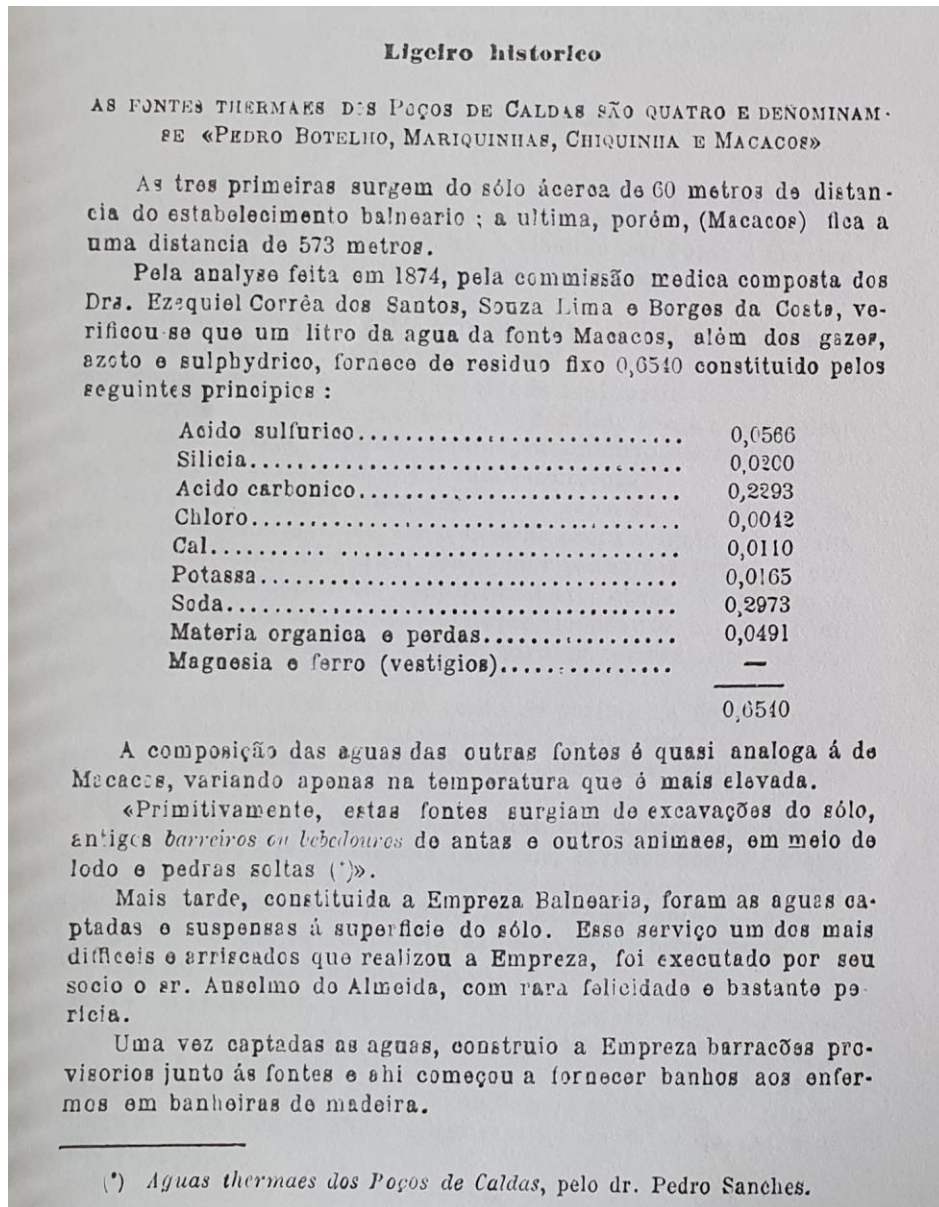 Ligeiro historico
AS FONTES THERMAES DOS POÇOS DE CALDAS SÃO QUATRO E DENOMINAM-
SE «PEDRO BOTELHO, MARIQUINHAS, CHIQUINHA E MACACOS»
As tres primeiras surgem do sólo ácerca de 60 metros de distan-
cia do estabelecimento balneario ; a ultima, porém, (Macacos) fica a
uma distancia de 573 metros.
Pela analyse feita em 1874, pela commissão medica composta dos
Drs. Ezequiel Corrêa dos Santos, Souza Lima e Borges da Costa, ve-
rificou-se que um litro da agua da fonte Macacos, além dos gazes,
azoto e sulphydrico, fornece de residuo fixo 0,6540 constituido pelos
seguintes principios :
Acido sulfurico................................ 0,0566
Silicia........................................ 0,0200
Acido carbonico................................ 0,2293
Chloro......................................... 0,0042
Cal.......... ................................. 0,0110
Potassa........................................ 0,0165
Soda........................................... 0,2973
Materia organica e perdas................... 0,0491
Magnesia e ferro (vestigios)................. —
0,6540
A composição das aguas das outras fontes é quasi analoga á de
Macacos, variando apenas na temperatura que é mais elevada.
«Primitivamente, estas fontes surgiam de excavações do sólo,
antigos barreiros ou bebedouros de antas e outros animaes, em meio de
lodo e pedras soltas (*)».
Mais tarde, constituida a Empreza Balnearia, foram as aguas ca-
ptadas e suspensas á superficie do sólo. Esse serviço um dos mais
difficeis e arriscados que realizou a Empreza, foi executado por seu
socio o sr. Anselmo de Almeida, com rara felicidade e bastante pe-
ricia.
Uma vez captadas as aguas, construio a Empreza barracões pro-
visorios junto ás fontes e ahi começou a fornecer banhos aos enfer-
mos em banheiras de madeira.
(*) Aguas thermaes dos Poços de Caldas, pelo dr. Pedro Sanches.